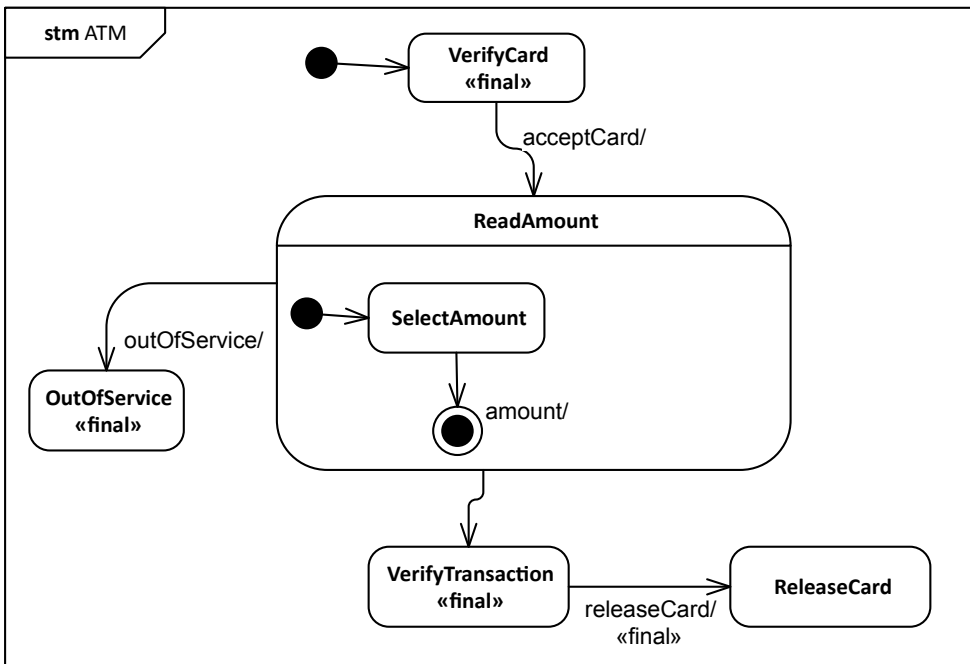 stm ATM
VerifyCard
«final»
acceptCard/
ReadAmount
SelectAmount
outOfService/
OutOfService
«final»
amount/
VerifyTransaction
«final»
releaseCard/
«final»
ReleaseCard